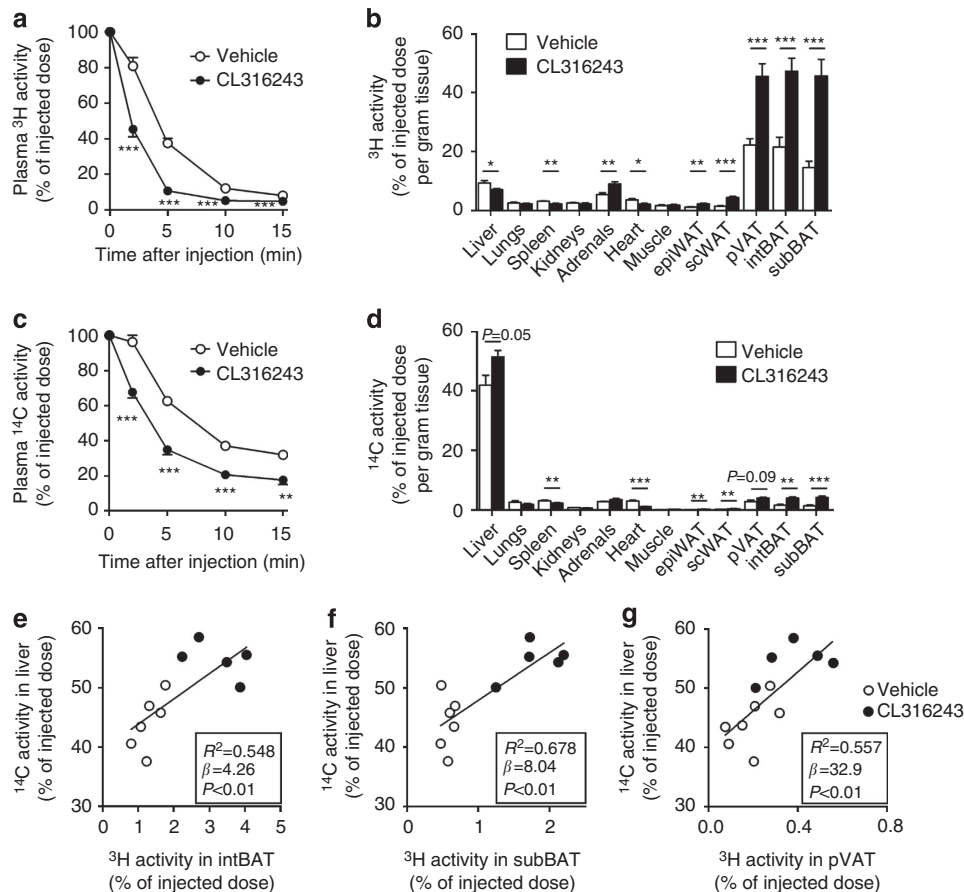 a
Plasma ³H activity
(% of injected dose)
100
80
60
40
20
0
Vehicle
CL316243
***
***
***
***
0
5
10
15
Time after injection (min)
b
³H activity
(% of injected dose
per gram tissue)
60
40
20
0
Vehicle
CL316243
*
**
**
*
**
***
***
***
***
Liver
Lungs
Spleen
Kidneys
Adrenals
Heart
Muscle
epiWAT
scWAT
pVAT
intBAT
subBAT
c
Plasma ¹⁴C activity
(% of injected dose)
100
80
60
40
20
0
Vehicle
CL316243
***
***
***
**
0
5
10
15
Time after injection (min)
d
¹⁴C activity
(% of injected dose
per gram tissue)
60
40
20
0
P=0.05
Vehicle
CL316243
**
***
**
**
P=0.09
**
***
Liver
Lungs
Spleen
Kidneys
Adrenals
Heart
Muscle
epiWAT
scWAT
pVAT
intBAT
subBAT
e
¹⁴C activity in liver
(% of injected dose)
60
50
40
30
R²=0.548
β=4.26
P<0.01
0
1
2
3
4
5
³H activity in intBAT
(% of injected dose)
f
¹⁴C activity in liver
(% of injected dose)
60
50
40
30
R²=0.678
β=8.04
P<0.01
0
1
2
³H activity in subBAT
(% of injected dose)
g
¹⁴C activity in liver
(% of injected dose)
60
50
40
30
Vehicle
CL316243
R²=0.557
β=32.9
P<0.01
0.0
0.4
0.8
³H activity in pVAT
(% of injected dose)